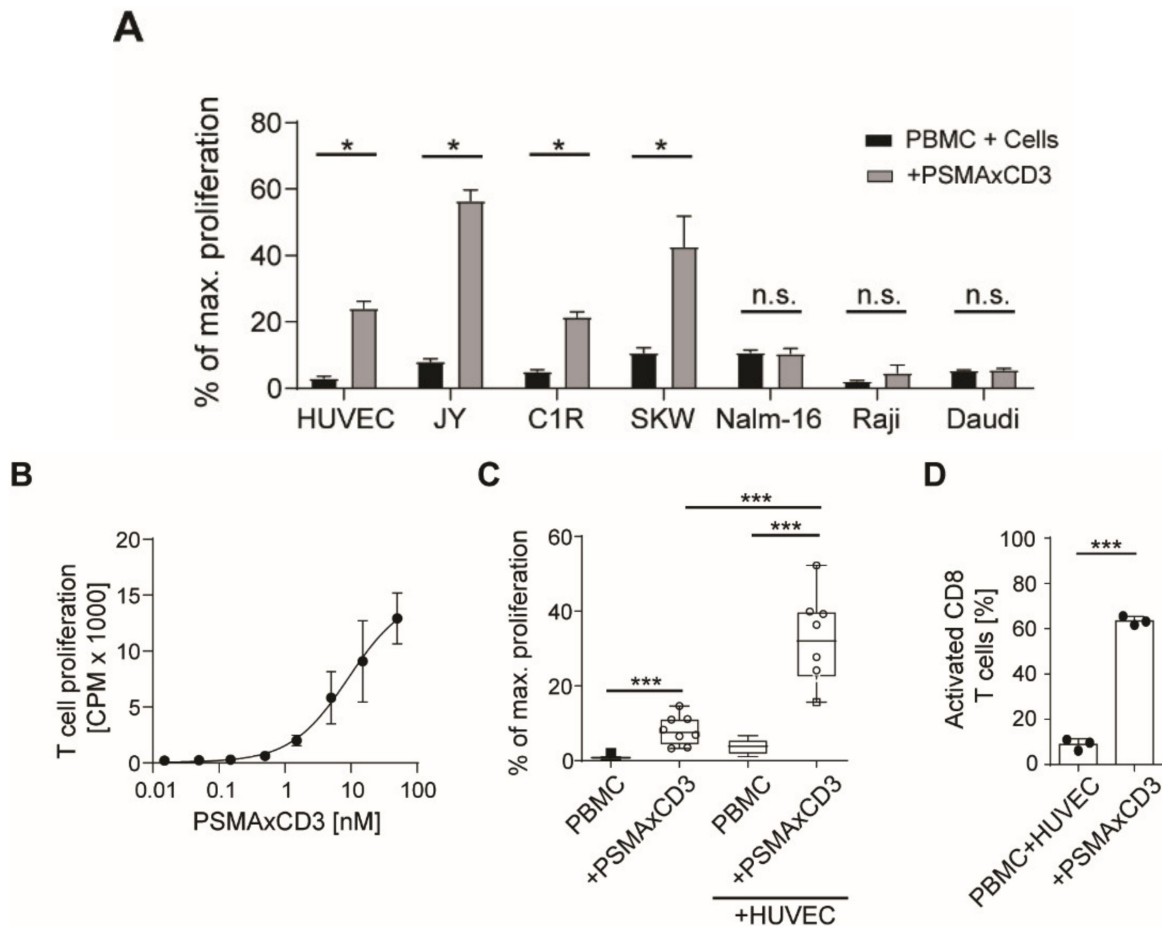 A
% of max. proliferation
80
60
40
20
0
* * * * n.s. n.s. n.s.
PBMC + Cells
+PSMAxCD3
HUVEC JY C1R SKW Nalm-16 Raji Daudi
B
T cell proliferation
[CPM x 1000]
20
15
10
5
0
0.01 0.1 1 10 100
PSMAxCD3 [nM]
C
% of max. proliferation
60
40
20
0
***
***
***
PBMC
+PSMAxCD3
PBMC
+PSMAxCD3
+HUVEC
D
Activated CD8
T cells [%]
100
80
60
40
20
0
***
PBMC+HUVEC
+PSMAxCD3